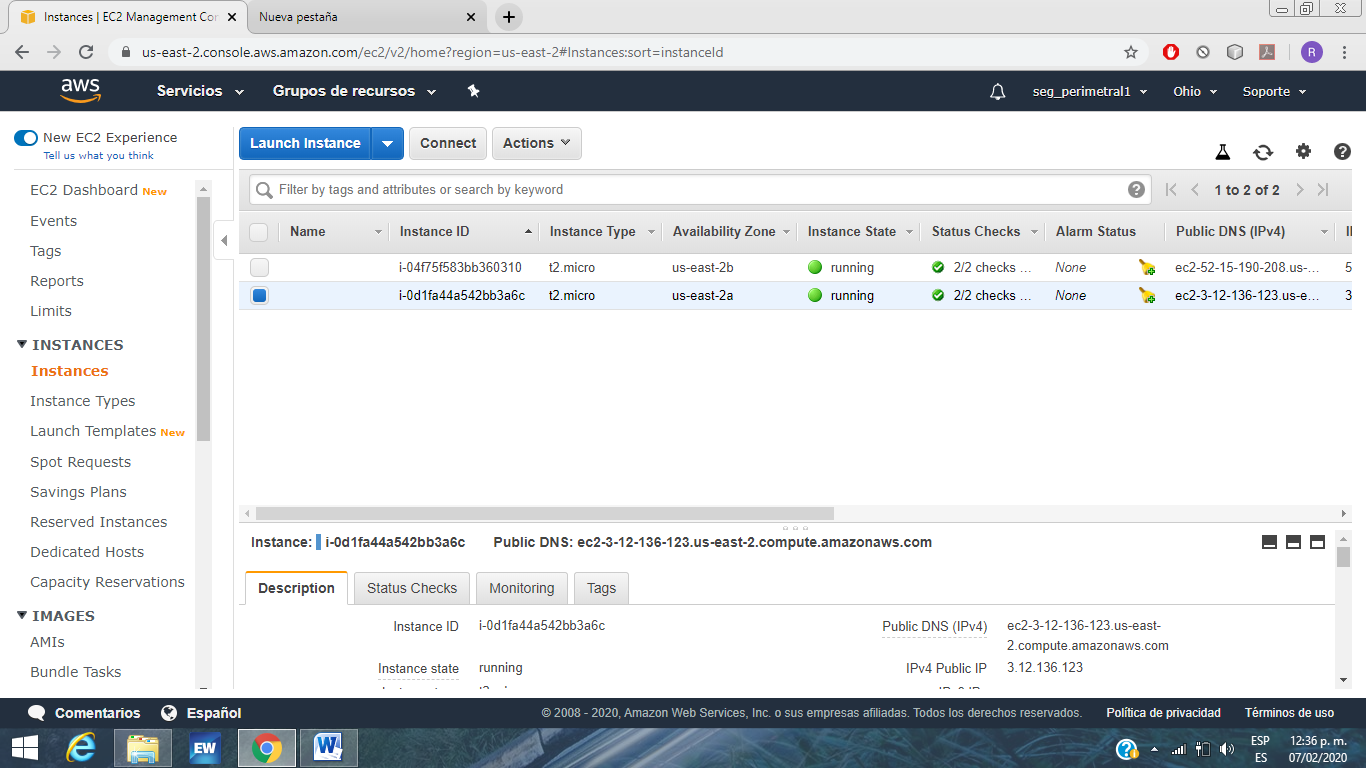 Instances | EC2 Management Con
Nueva pestaña
us-east-2.console.aws.amazon.com/ec2/v2/home?region=us-east-2#Instances:sort=instanceId
R
aws
Servicios
Grupos de recursos
seg_perimetral1
Ohio
Soporte
New EC2 Experience
Tell us what you think
EC2 Dashboard New
Events
Tags
Reports
Limits
INSTANCES
Instances
Instance Types
Launch Templates New
Spot Requests
Savings Plans
Reserved Instances
Dedicated Hosts
Capacity Reservations
IMAGES
AMIs
Bundle Tasks
Launch Instance
Connect
Actions
Filter by tags and attributes or search by keyword
1 to 2 of 2
Name Instance ID Instance Type Availability Zone Instance State Status Checks Alarm Status Public DNS (IPv4)
i-04f75f583bb360310 t2.micro us-east-2b running 2/2 checks ... None ec2-52-15-190-208.us-... 5
i-0d1fa44a542bb3a6c t2.micro us-east-2a running 2/2 checks ... None ec2-3-12-136-123.us-e... 3
Instance: i-0d1fa44a542bb3a6c Public DNS: ec2-3-12-136-123.us-east-2.compute.amazonaws.com
Description Status Checks Monitoring Tags
Instance ID i-0d1fa44a542bb3a6c
Public DNS (IPv4) ec2-3-12-136-123.us-east-
2.compute.amazonaws.com
Instance state running
IPv4 Public IP 3.12.136.123
Comentarios
Español
© 2008 - 2020, Amazon Web Services, Inc. o sus empresas afiliadas. Todos los derechos reservados.
Política de privacidad
Términos de uso
EW
W
ESP
ES
12:36 p. m.
07/02/2020